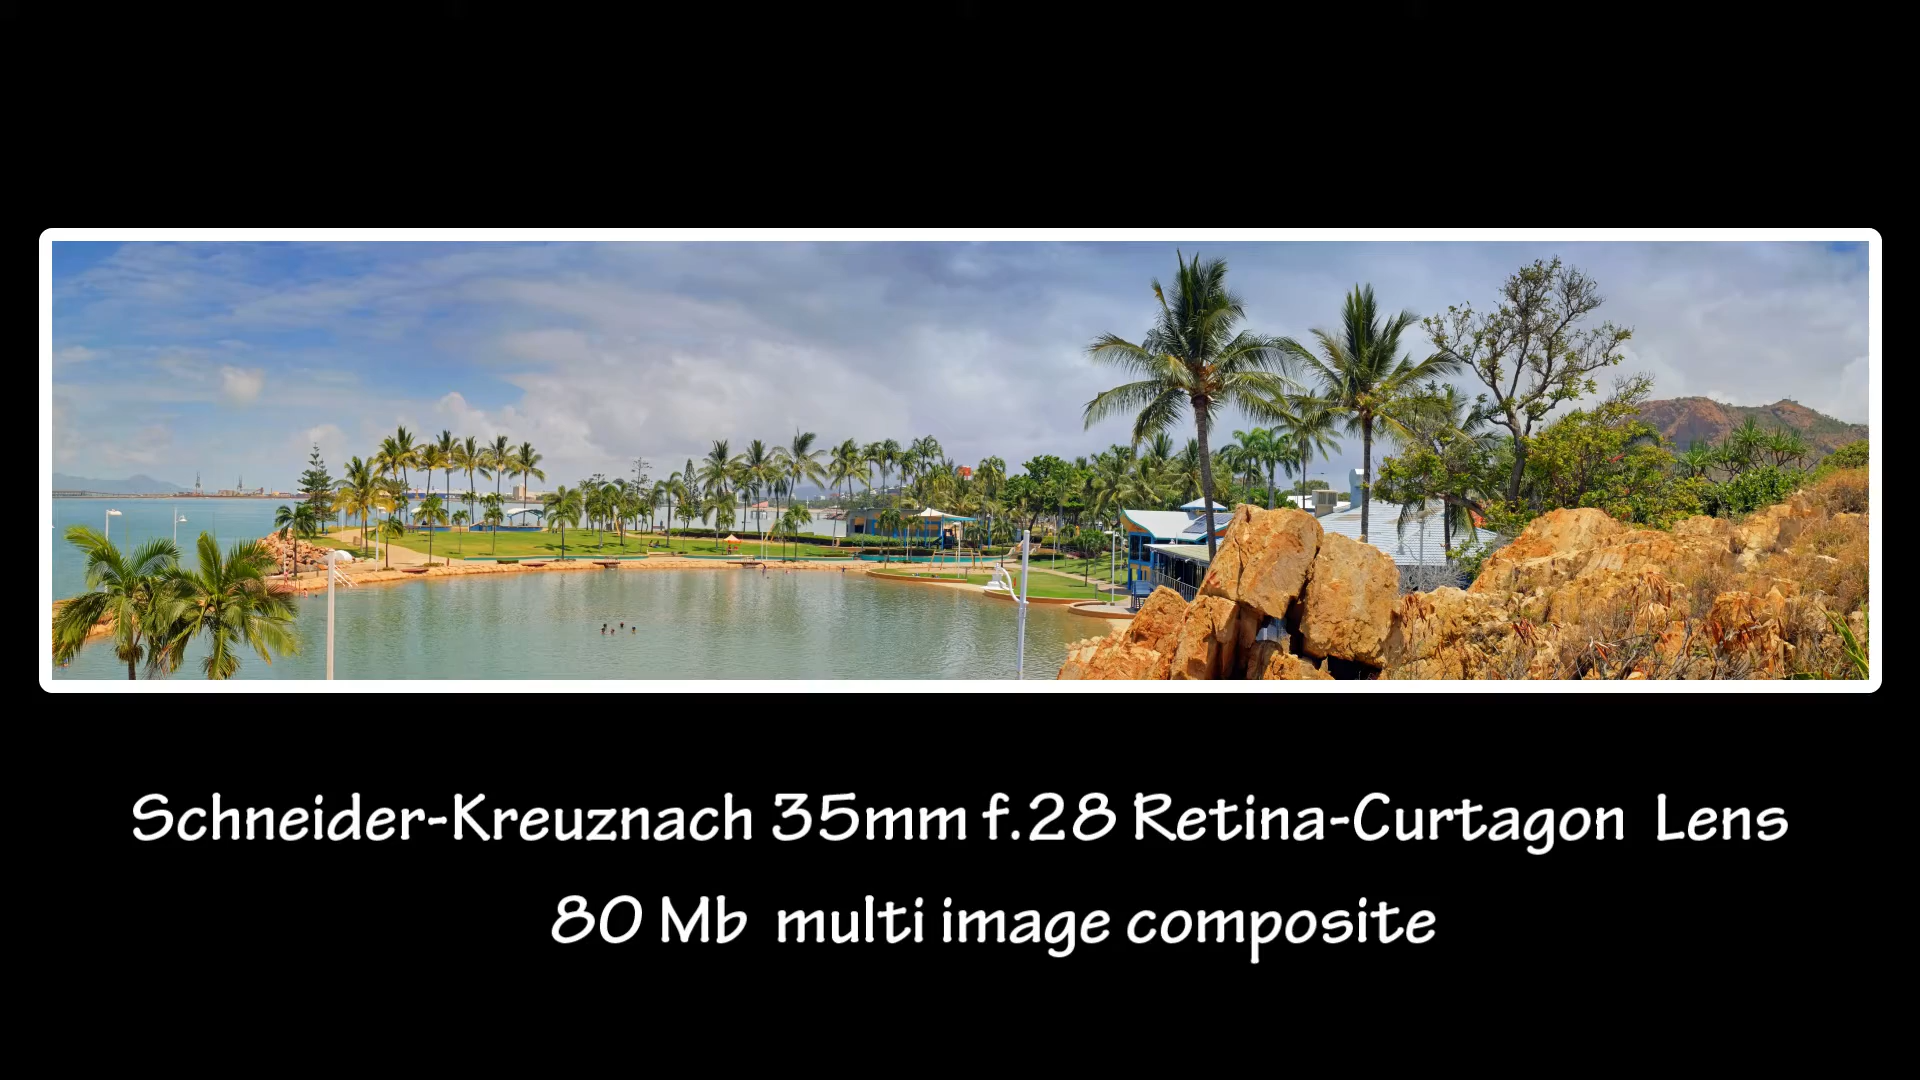 Schneider-Kreuznach 35mm f.28 Retina-Curtagon Lens
80 Mb multi image composite